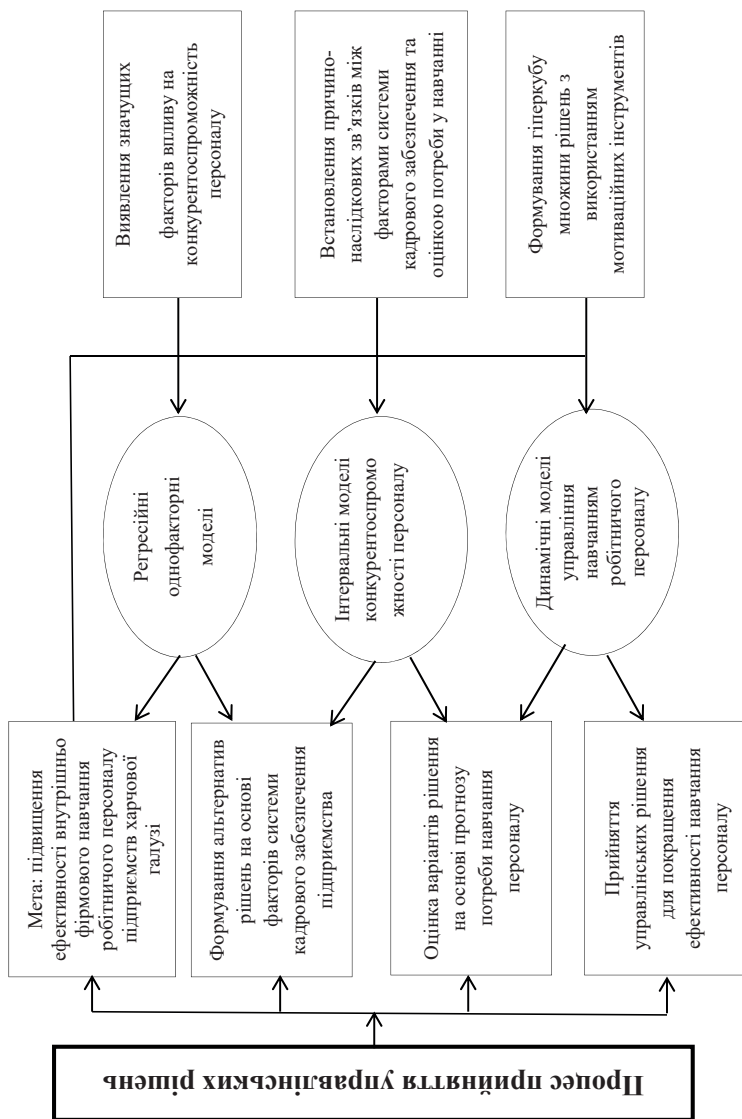 Процес прийняття управлінських рішень
Мета: підвищення
ефективності внутрішньо
фірмового навчання
робітничого персоналу
підприємств харчової
галузі
Формування альтернатив
рішень на основі
факторів системи
кадрового забезпечення
підприємства
Оцінка варіантів рішення
на основі прогнозу
потреби навчання
персоналу
Прийняття
управлінських рішення
для покращення
ефективності навчання
персоналу
Регресійні
однофакторні
моделі
Інтервальні моделі
конкурентоспромо
жності персоналу
Динамічні моделі
управління
навчанням
робітничого
персоналу
Виявлення значущих
факторів впливу на
конкурентоспроможність
персоналу
Встановлення причино-
наслідкових зв’язків між
факторами системи
кадрового забезпечення та
оцінкою потреби у навчанні
Формування гіперкубу
множини рішень з
використанням
мотиваційних інструментів